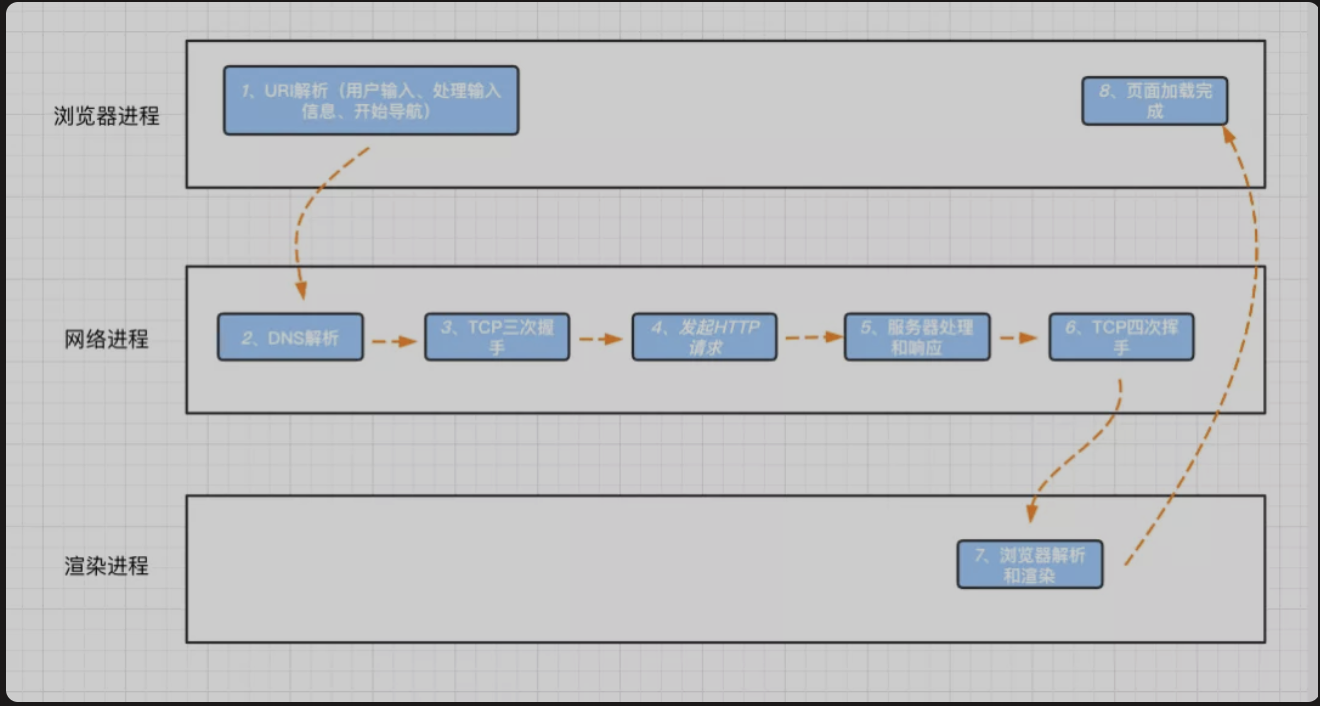 浏览器进程
1、URI解析（用户输入、处理输入
信息、开始导航）
8、页面加载完
成
网络进程
2、DNS解析
3、TCP三次握
手
4、发起HTTP
请求
5、服务器处理
和响应
6、TCP四次挥
手
渲染进程
7、浏览器解析
和渲染